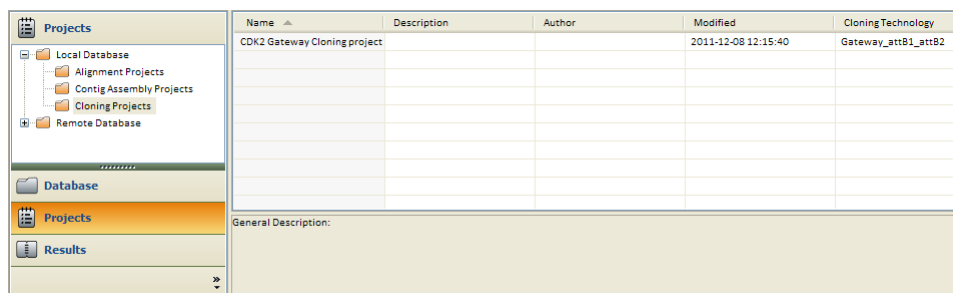 Projects
Local Database
Alignment Projects
Contig Assembly Projects
Cloning Projects
Remote Database
Database
Projects
Results
Name Description Author Modified Cloning Technology
CDK2 Gateway Cloning project 2011-12-08 12:15:40 Gateway_attB1_attB2
General Description: